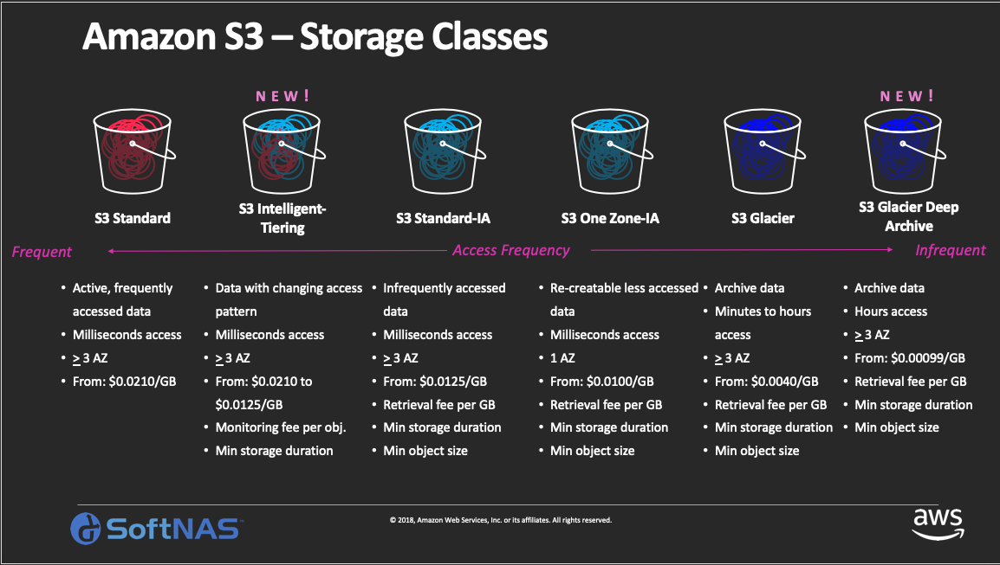 Amazon S3 – Storage Classes
NEW!
NEW!
S3 Standard
S3 Intelligent-
Tiering
S3 Standard-IA
S3 One Zone-IA
S3 Glacier
S3 Glacier Deep
Archive
Frequent
Access Frequency
Infrequent
• Active, frequently
accessed data
• Milliseconds access
• ≥ 3 AZ
• From: $0.0210/GB
• Data with changing access
pattern
• Milliseconds access
• ≥ 3 AZ
• From: $0.0210 to
$0.0125/GB
• Monitoring fee per obj.
• Min storage duration
• Infrequently accessed
data
• Milliseconds access
• ≥ 3 AZ
• From: $0.0125/GB
• Retrieval fee per GB
• Min storage duration
• Min object size
• Re-creatable less accessed
data
• Milliseconds access
• 1 AZ
• From: $0.0100/GB
• Retrieval fee per GB
• Min storage duration
• Min object size
• Archive data
• Minutes to hours
access
• ≥ 3 AZ
• From: $0.0040/GB
• Retrieval fee per GB
• Min storage duration
• Min object size
• Archive data
• Hours access
• ≥ 3 AZ
• From: $0.00099/GB
• Retrieval fee per GB
• Min storage duration
• Min object size
SoftNAS™
© 2018, Amazon Web Services, Inc. or its affiliates. All rights reserved.
aws